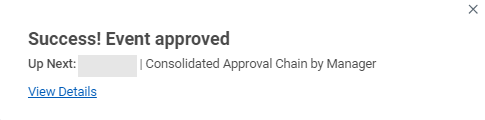 Success! Event approved
Up Next: | Consolidated Approval Chain by Manager
View Details